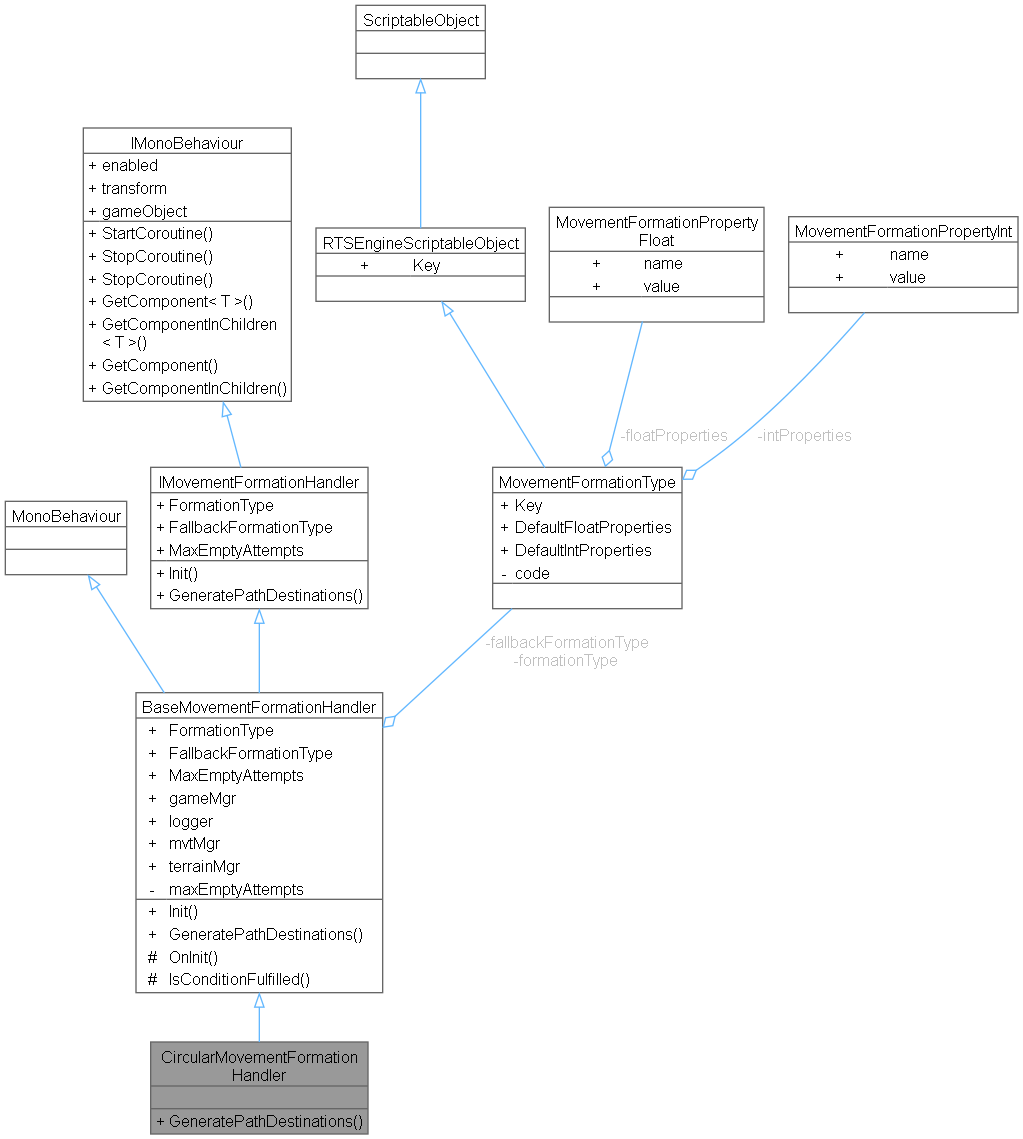 ScriptableObject
IMonoBehaviour
+ enabled
+ transform
+ gameObject
+ StartCoroutine()
+ StopCoroutine()
+ StopCoroutine()
+ GetComponent< T >()
+ GetComponentInChildren
< T >()
+ GetComponent()
+ GetComponentInChildren()
RTSEngineScriptableObject
+ Key
MovementFormationProperty
Float
+ name
+ value
MovementFormationPropertyInt
+ name
+ value
-floatProperties
-intProperties
MonoBehaviour
IMovementFormationHandler
+ FormationType
+ FallbackFormationType
+ MaxEmptyAttempts
+ Init()
+ GeneratePathDestinations()
MovementFormationType
+ Key
+ DefaultFloatProperties
+ DefaultIntProperties
- code
-fallbackFormationType
-formationType
BaseMovementFormationHandler
+ FormationType
+ FallbackFormationType
+ MaxEmptyAttempts
+ gameMgr
+ logger
+ mvtMgr
+ terrainMgr
- maxEmptyAttempts
+ Init()
+ GeneratePathDestinations()
# OnInit()
# IsConditionFulfilled()
CircularMovementFormation
Handler
+ GeneratePathDestinations()